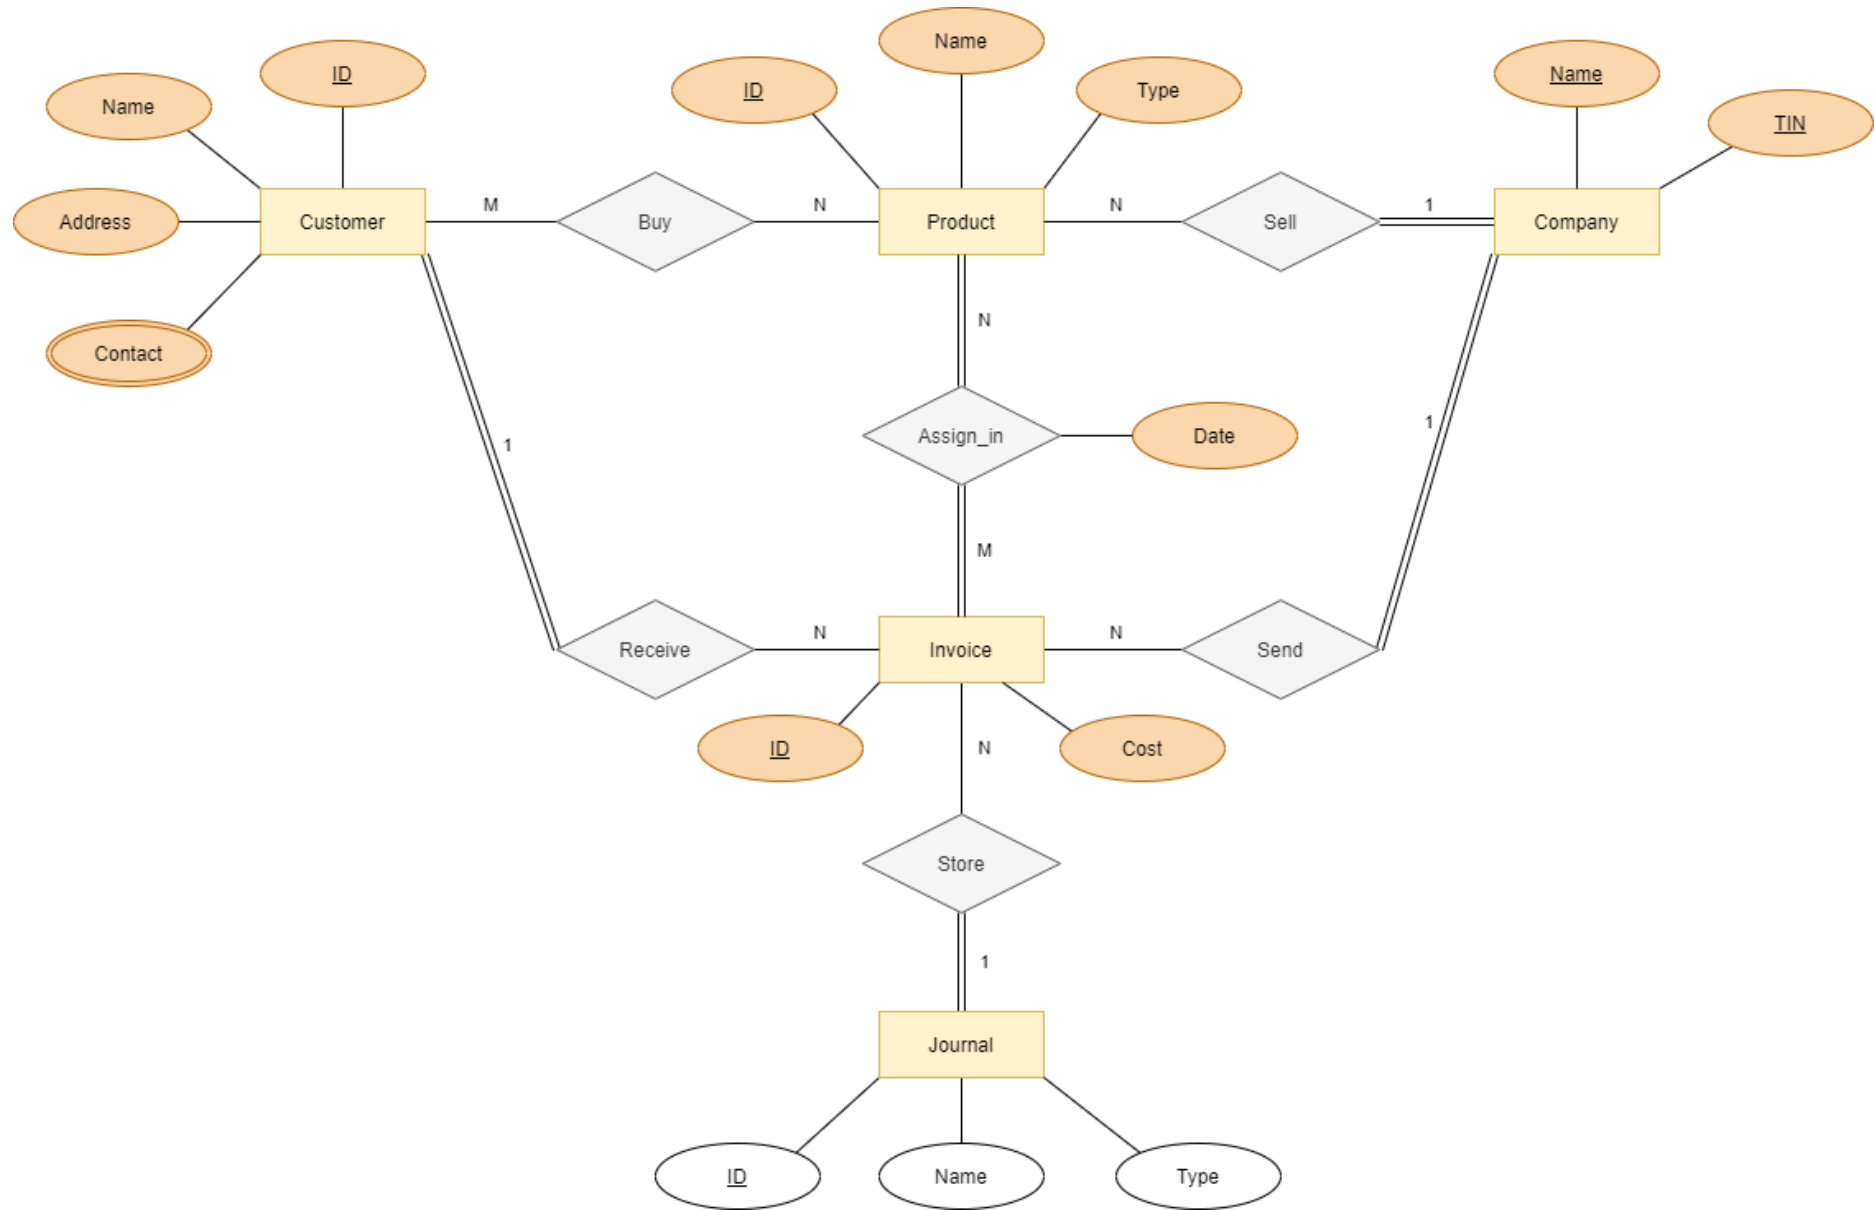 Name
ID
Name
ID
Type
Name
TIN
Address
Customer
M
Buy
N
Product
N
Sell
1
Company
Contact
N
1
Assign_in
Date
1
M
Receive
N
Invoice
N
Send
ID
N
Cost
Store
1
Journal
ID
Name
Type